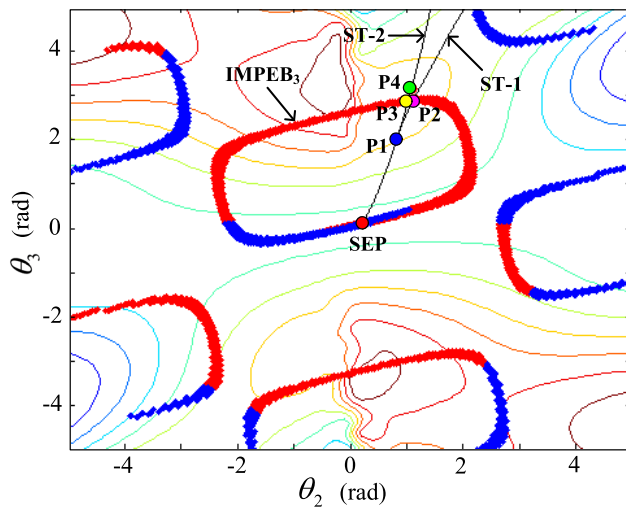 4
ST-2
ST-1
IMPEB₃
P4
P3
P2
2
P1
0
SEP
θ₃ (rad)
-2
-4
-4 -2 0 2 4
θ₂ (rad)